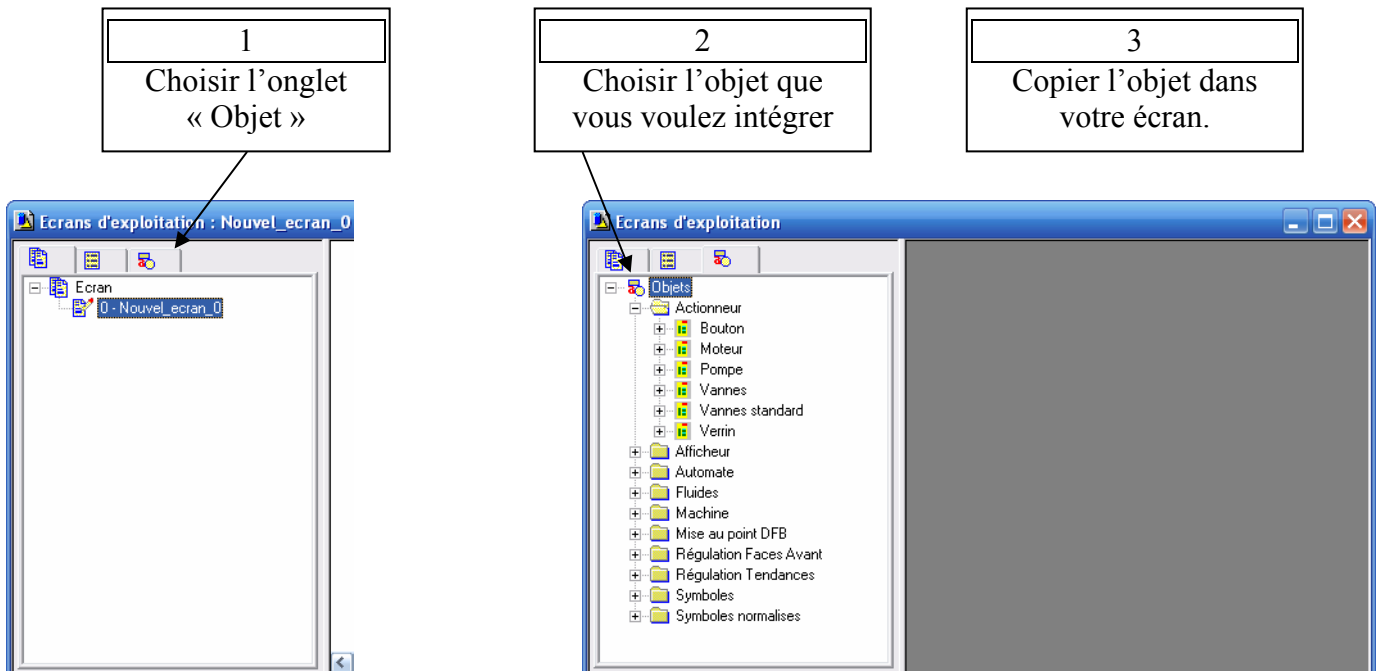 1
Choisir l’onglet
« Objet »
2
Choisir l’objet que
vous voulez intégrer
3
Copier l’objet dans
votre écran.
Ecrans d'exploitation : Nouvel_ecran_0
Ecran
0 - Nouvel_ecran_0
Ecrans d'exploitation
Objets
Actionneur
Bouton
Moteur
Pompe
Vannes
Vannes standard
Verrin
Afficheur
Automate
Fluides
Machine
Mise au point DFB
Régulation Faces Avant
Régulation Tendances
Symboles
Symboles normalises